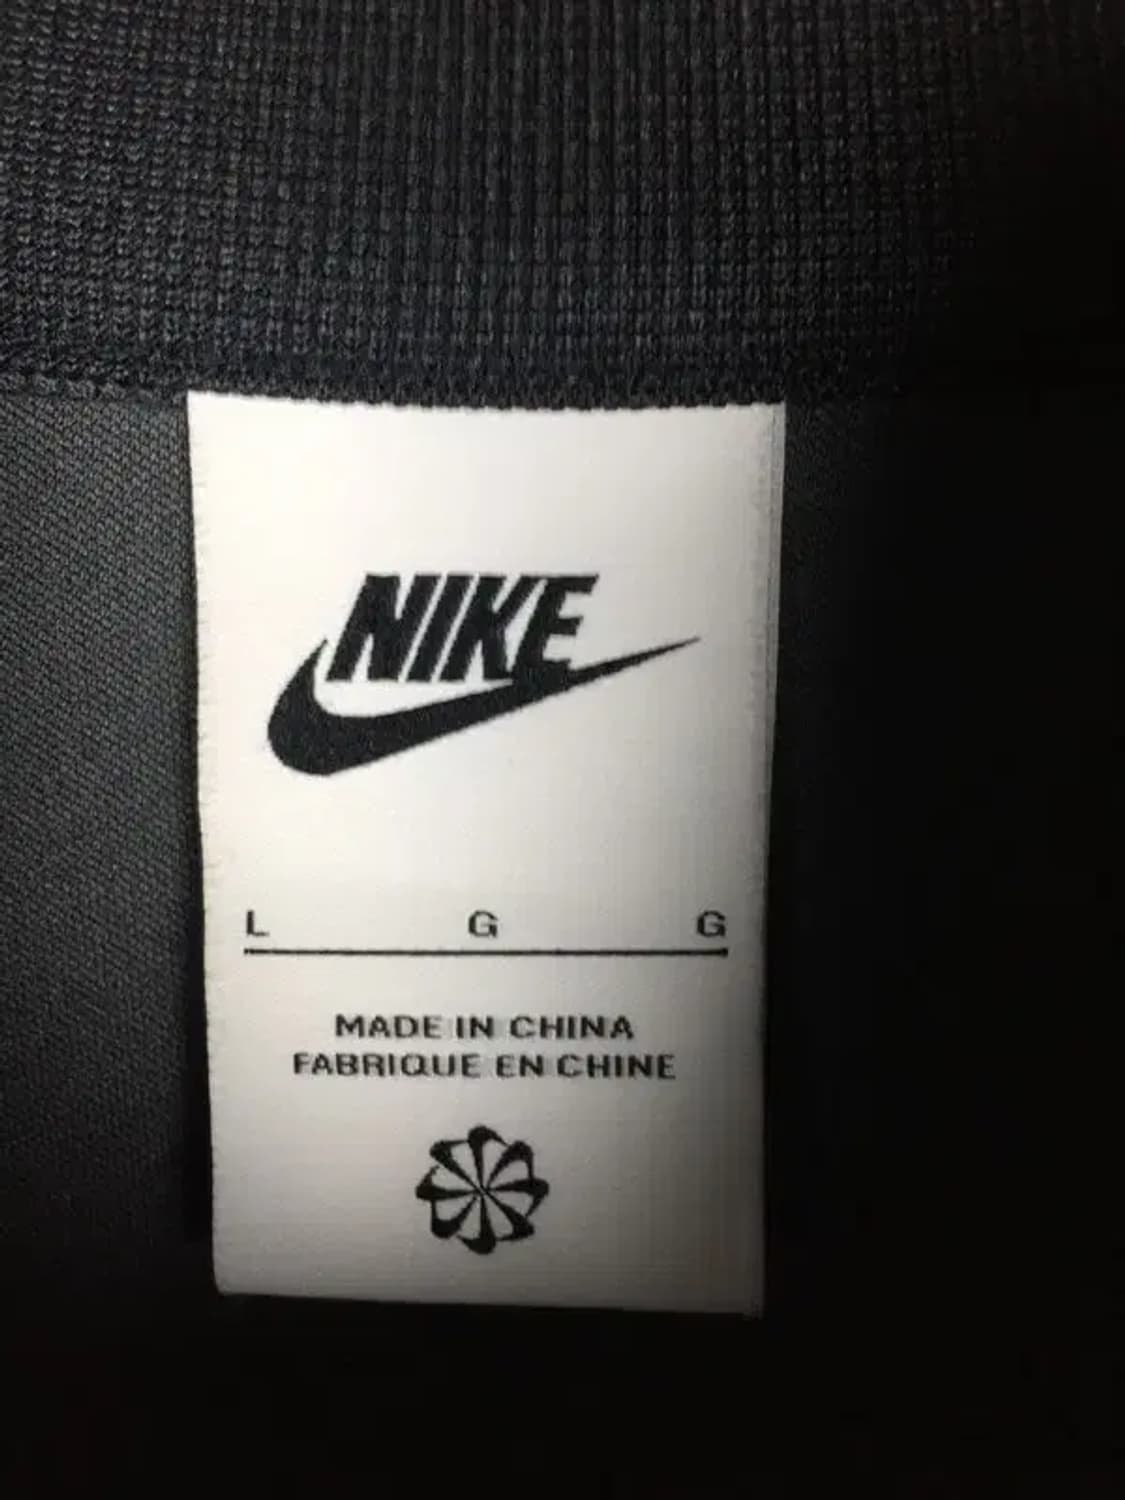 NIKE
L G G
MADE IN CHINA
FABRIQUE EN CHINE